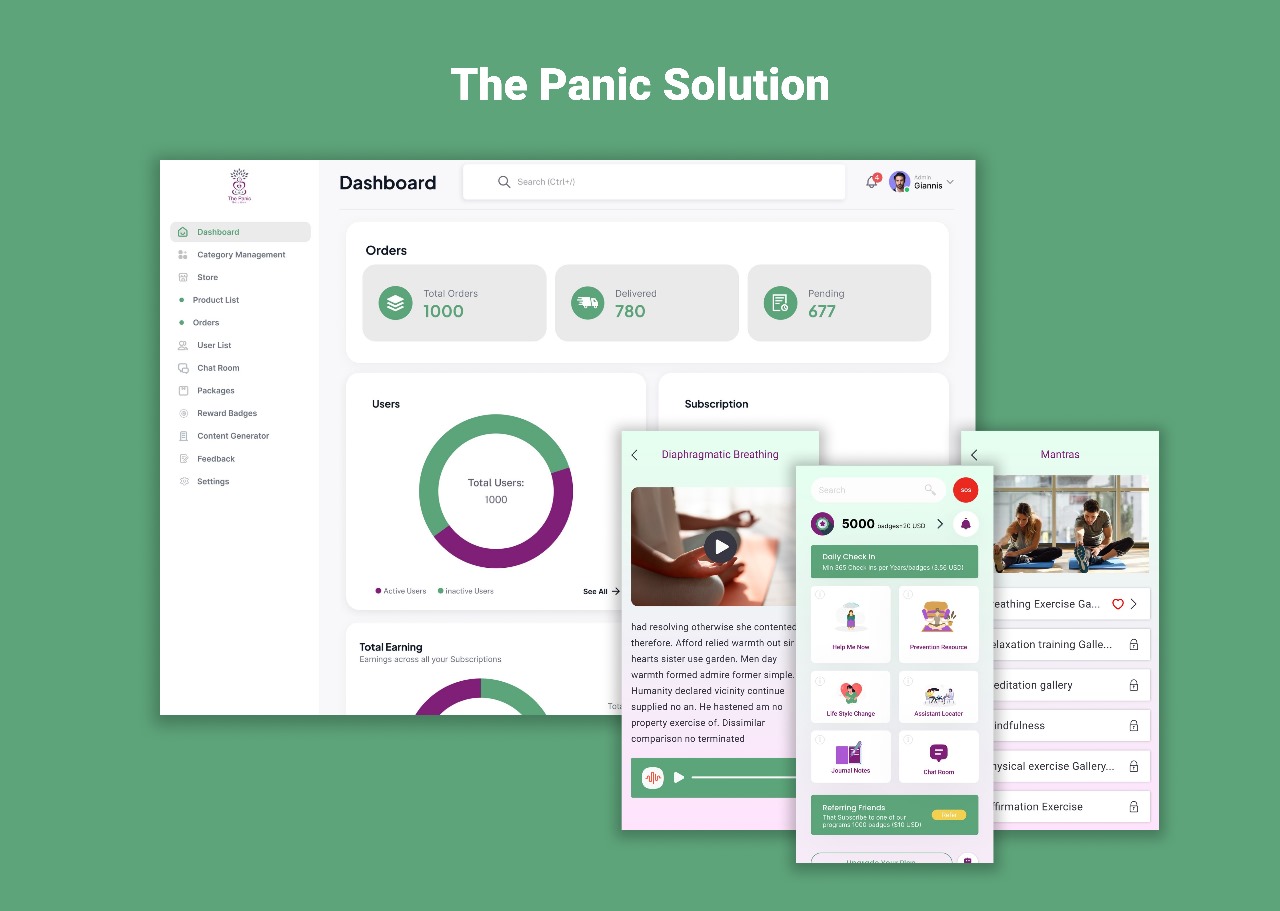 The Panic Solution
The Panic
Dashboard
Search (Ctrl+/)
4
Admin
Giannis
Dashboard
Category Management
Store
Product List
Orders
User List
Chat Room
Packages
Reward Badges
Content Generator
Feedback
Settings
Orders
Total Orders
1000
Delivered
780
Pending
677
Users
Total Users:
1000
Active Users
Inactive Users
See All
Subscription
Total Earning
Earnings across all your Subscriptions
Diaphragmatic Breathing
had resolving otherwise she contented
therefore. Afford relied warmth out sir
hearts sister use garden. Men day
warmth formed admire former simple.
Humanity declared vicinity continue
supplied no an. He hastened am no
property exercise of. Dissimilar
comparison no terminated
Search
SOS
5000 badges=20 USD
Daily Check In
Min 365 Check ins per Years/badges (3.56 USD)
Help Me Now
Prevention Resource
Life Style Change
Assistant Locator
Journal Notes
Chat Room
Referring Friends
That Subscribe to one of our
programs 1000 badges ($10 USD)
Refer
Upgrade Your Plan
Mantras
eathing Exercise Ga...
elaxation training Galle...
editation gallery
indfulness
hysical exercise Gallery...
ffirmation Exercise